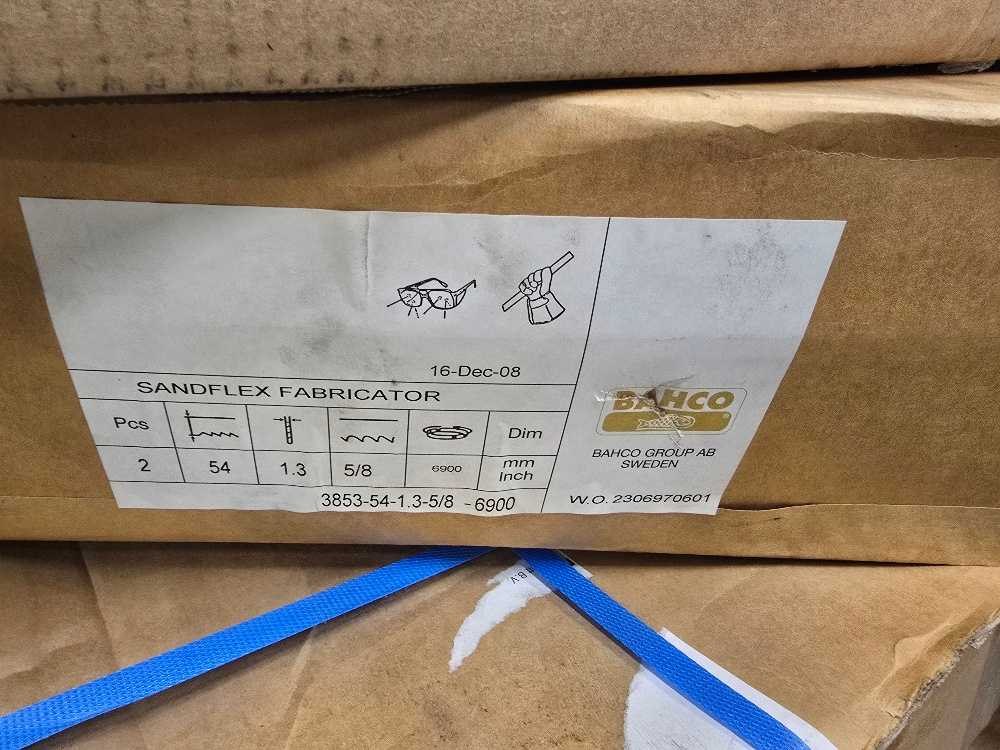 16-Dec-08
SANDFLEX FABRICATOR
Pcs Dim
2 54 1.3 5/8 6900 mm
Inch
3853-54-1.3-5/8 -6900
BAHCO
BAHCO GROUP AB
SWEDEN
W.O. 2306970601
B.V